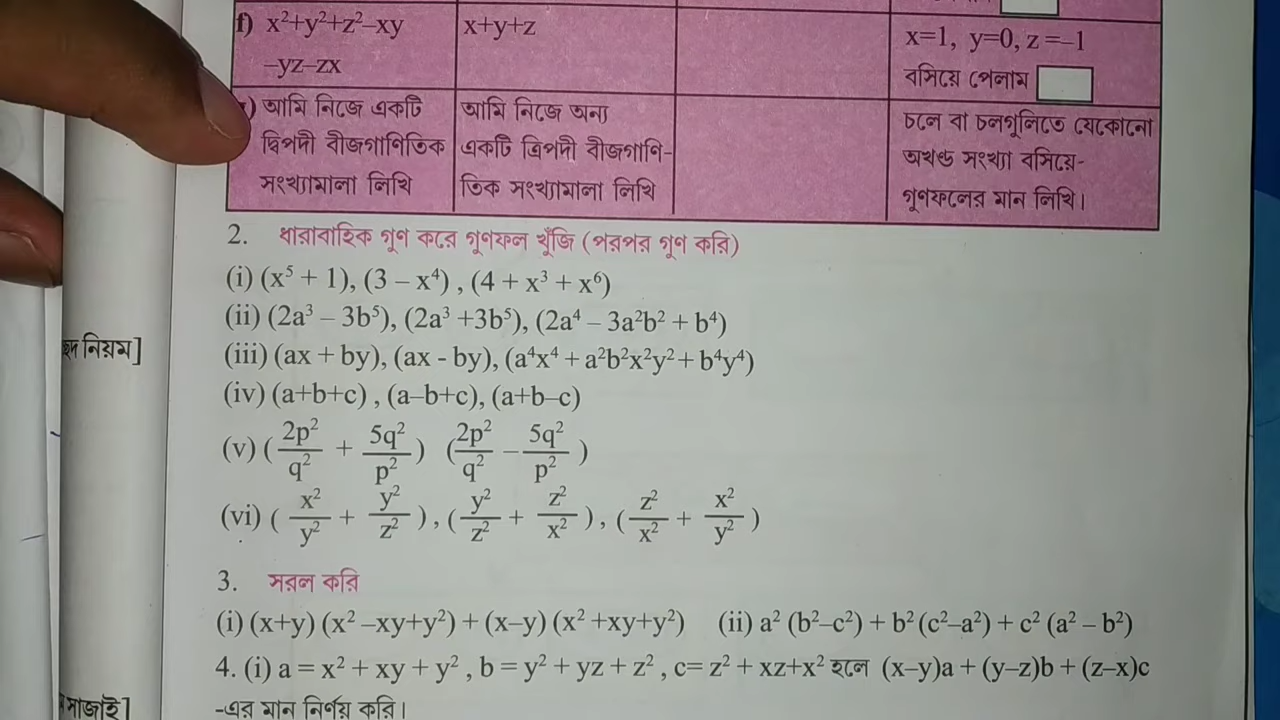 f) x²+y²+z²–xy –yz–zx x+y+z x=1, y=0, z =–1 বসিয়ে পেলাম
) আমি নিজে একটি দ্বিপদী বীজগাণিতিক সংখ্যামালা লিখি আমি নিজে অন্য একটি ত্রিপদী বীজগাণি- তিক সংখ্যামালা লিখি চলে বা চলগুলিতে যেকোনো অখণ্ড সংখ্যা বসিয়ে- গুণফলের মান লিখি।
2. ধারাবাহিক গুণ করে গুণফল খুঁজি (পরপর গুণ করি)
(i) (x⁵ + 1), (3 – x⁴) , (4 + x³ + x⁶)
(ii) (2a³ – 3b⁵), (2a³ +3b⁵), (2a⁴ – 3a²b² + b⁴)
(iii) (ax + by), (ax - by), (a⁴x⁴ + a²b²x²y² + b⁴y⁴)
(iv) (a+b+c) , (a–b+c), (a+b–c)
(v) ( 2p²/q² + 5q²/p² ) ( 2p²/q² – 5q²/p² )
(vi) ( x²/y² + y²/z² ) , ( y²/z² + z²/x² ) , ( z²/x² + x²/y² )
3. সরল করি
(i) (x+y) (x² –xy+y²) + (x–y) (x² +xy+y²) (ii) a² (b²–c²) + b² (c²–a²) + c² (a² – b²)
4. (i) a = x² + xy + y² , b = y² + yz + z² , c= z² + xz+x² হলে (x–y)a + (y–z)b + (z–x)c
-এর মান নির্ণয় করি।
নিয়ম]
সাজাই]